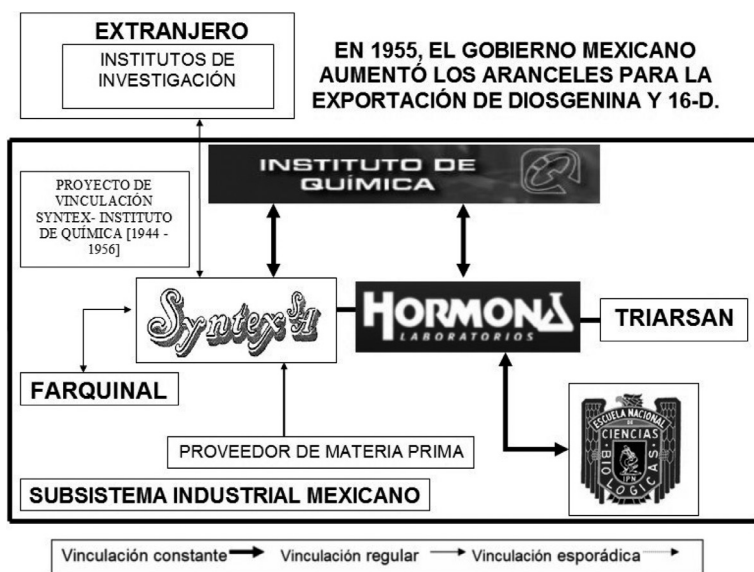 EXTRANJERO
INSTITUTOS DE
INVESTIGACIÓN
EN 1955, EL GOBIERNO MEXICANO
AUMENTÓ LOS ARANCELES PARA LA
EXPORTACIÓN DE DIOSGENINA Y 16-D.
INSTITUTO DE
QUÍMICA
PROYECTO DE
VINCULACIÓN
SYNTEX- INSTITUTO
DE QUÍMICA [1944 -
1956]
Syntex SA
HORMONA
LABORATORIOS
TRIARSAN
FARQUINAL
PROVEEDOR DE MATERIA PRIMA
ESCUELA NACIONAL
DE
CIENCIAS
BIOLOGICAS
IPN
SUBSISTEMA INDUSTRIAL MEXICANO
Vinculación constante Vinculación regular Vinculación esporádica